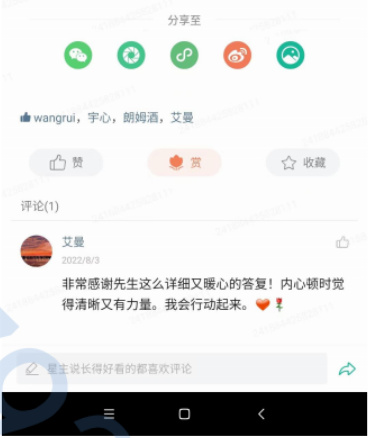 分享至
wangrui，宇心，朗姆酒，艾曼
赞
赏
收藏
评论(1)
艾曼
2022/8/3
非常感谢先生这么详细又暖心的答复！内心顿时觉
得清晰又有力量。我会行动起来。❤️🌹
星主说长得好看的都喜欢评论